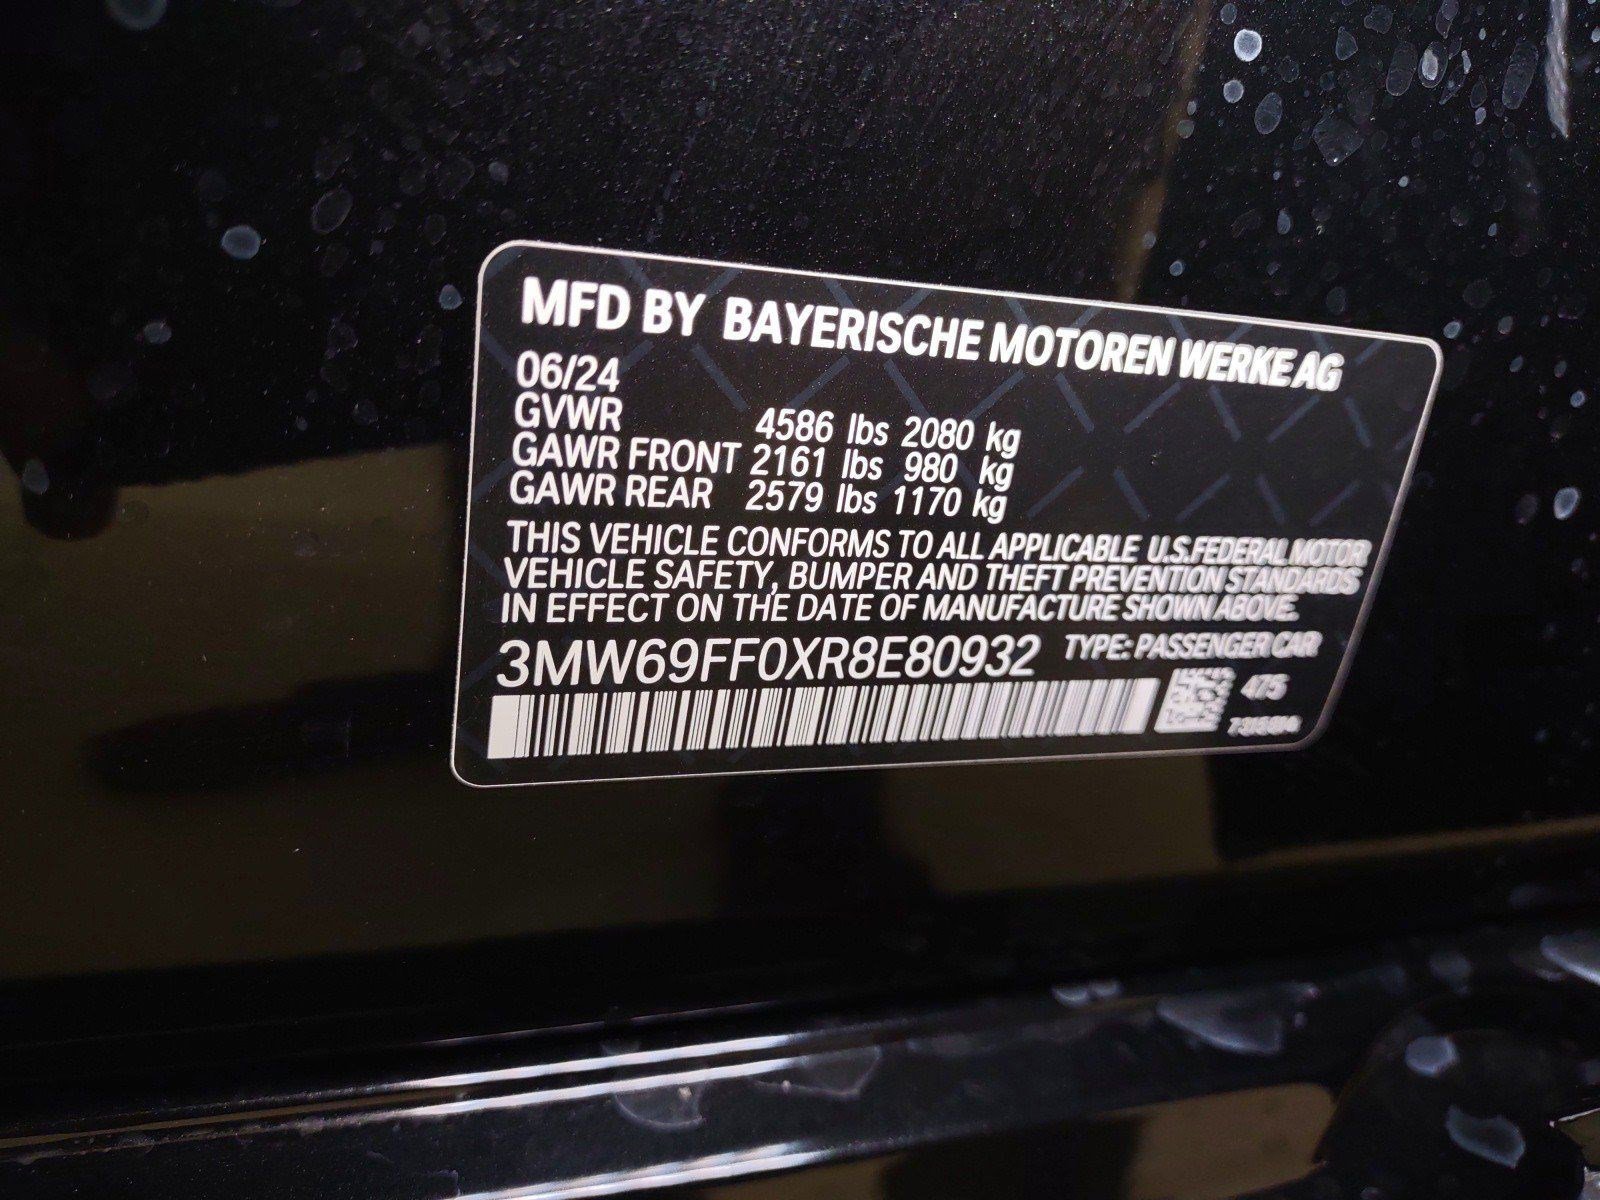 MFD BY BAYERISCHE MOTOREN WERKE AG
06/24
GVWR 4586 lbs 2080 kg
GAWR FRONT 2161 lbs 980 kg
GAWR REAR 2579 lbs 1170 kg
THIS VEHICLE CONFORMS TO ALL APPLICABLE U.S.FEDERAL MOTOR
VEHICLE SAFETY, BUMPER AND THEFT PREVENTION STANDARDS
IN EFFECT ON THE DATE OF MANUFACTURE SHOWN ABOVE.
3MW69FF0XR8E80932 TYPE: PASSENGER CAR
475